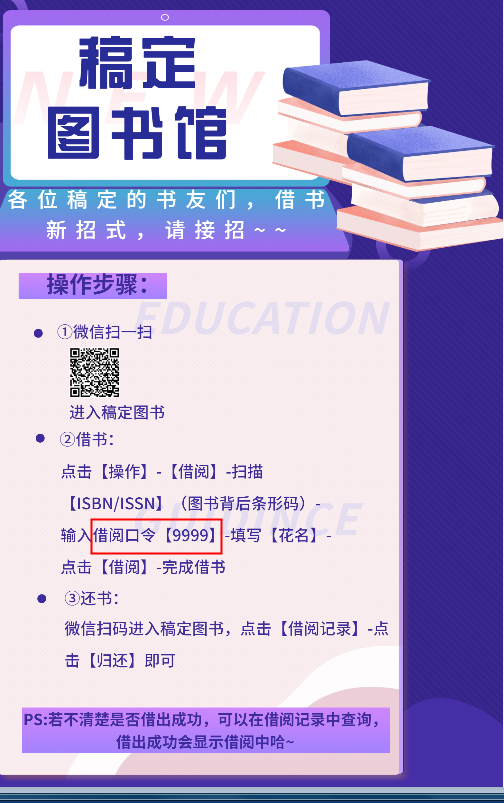 NEW
稿定
图书馆
各位稿定的书友们，借书
新招式，请接招~~
操作步骤：
EDUCATION
①微信扫一扫
进入稿定图书
②借书：
点击【操作】-【借阅】-扫描
【ISBN/ISSN】（图书背后条形码）-
GUIDINCE
输入借阅口令【9999】-填写【花名】-
点击【借阅】-完成借书
③还书：
微信扫码进入稿定图书，点击【借阅记录】-点
击【归还】即可
PS:若不清楚是否借出成功，可以在借阅记录中查询，
借出成功会显示借阅中哈~